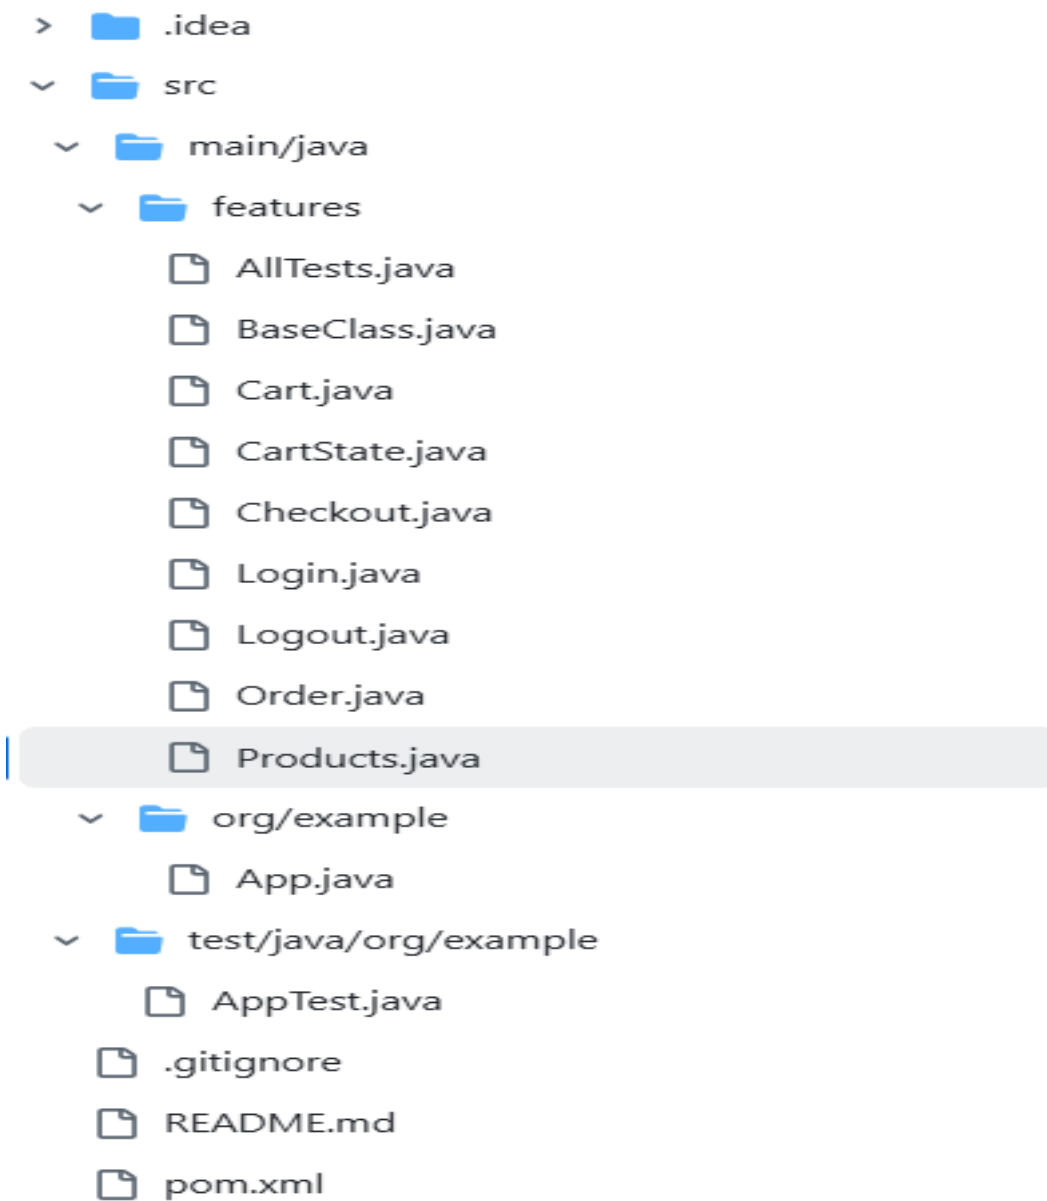 .idea
src
main/java
features
AllTests.java
BaseClass.java
Cart.java
CartState.java
Checkout.java
Login.java
Logout.java
Order.java
Products.java
org/example
App.java
test/java/org/example
AppTest.java
.gitignore
README.md
pom.xml